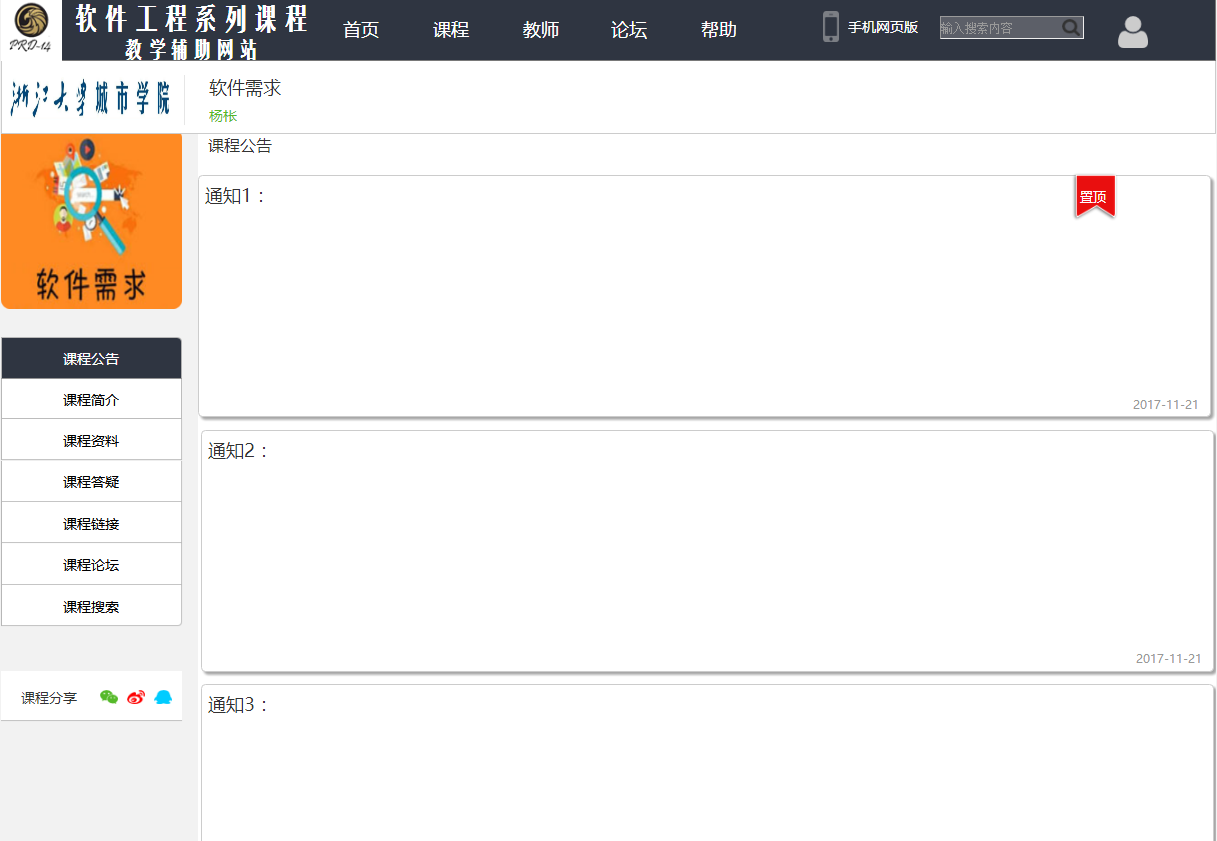 PRD-14
软件工程系列课程
教学辅助网站
首页
课程
教师
论坛
帮助
手机网页版
输入搜索内容
浙江大学城市学院
软件需求
杨枨
软件需求
课程公告
课程简介
课程资料
课程答疑
课程链接
课程论坛
课程搜索
课程分享
课程公告
通知1：
置顶
2017-11-21
通知2：
2017-11-21
通知3：